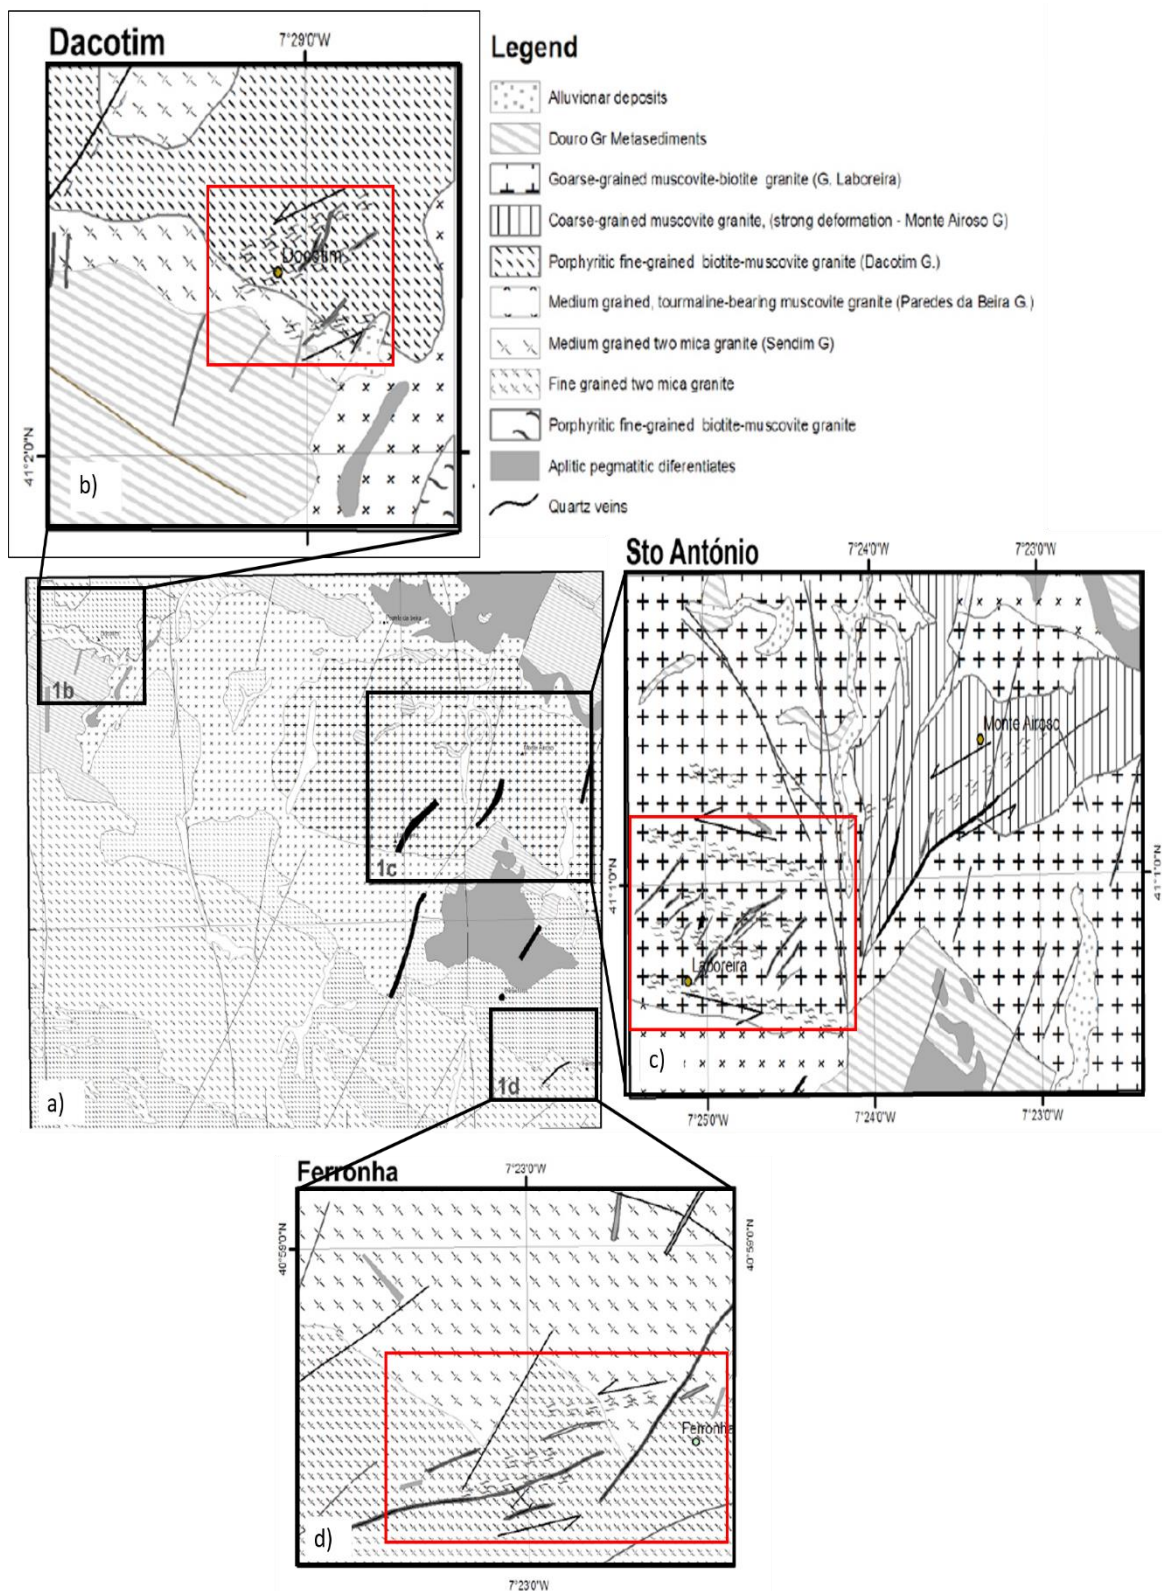 Dacotim
7°29'0"W
Docotim
41°2'0"N
b)
Legend
Alluvionar deposits
Douro Gr Metasediments
Goarse-grained muscovite-biotite granite (G. Laboreira)
Coarse-grained muscovite granite, (strong deformation - Monte Airoso G)
Porphyritic fine-grained biotite-muscovite granite (Dacotim G.)
Medium grained, tourmaline-bearing muscovite granite (Paredes da Beira G.)
Medium grained two mica granite (Sendim G)
Fine grained two mica granite
Porphyritic fine-grained biotite-muscovite granite
Aplitic pegmatitic diferentiates
Quartz veins
1b
1c
1d
a)
Sto António
7°24'0"W
7°23'0"W
Monte Airoso
41°1'0"N
41°1'0"N
Laboreira
c)
7°25'0"W
7°24'0"W
7°23'0"W
Ferronha
7°23'0"W
40°59'0"N
40°59'0"N
Ferronha
d)
7°23'0"W